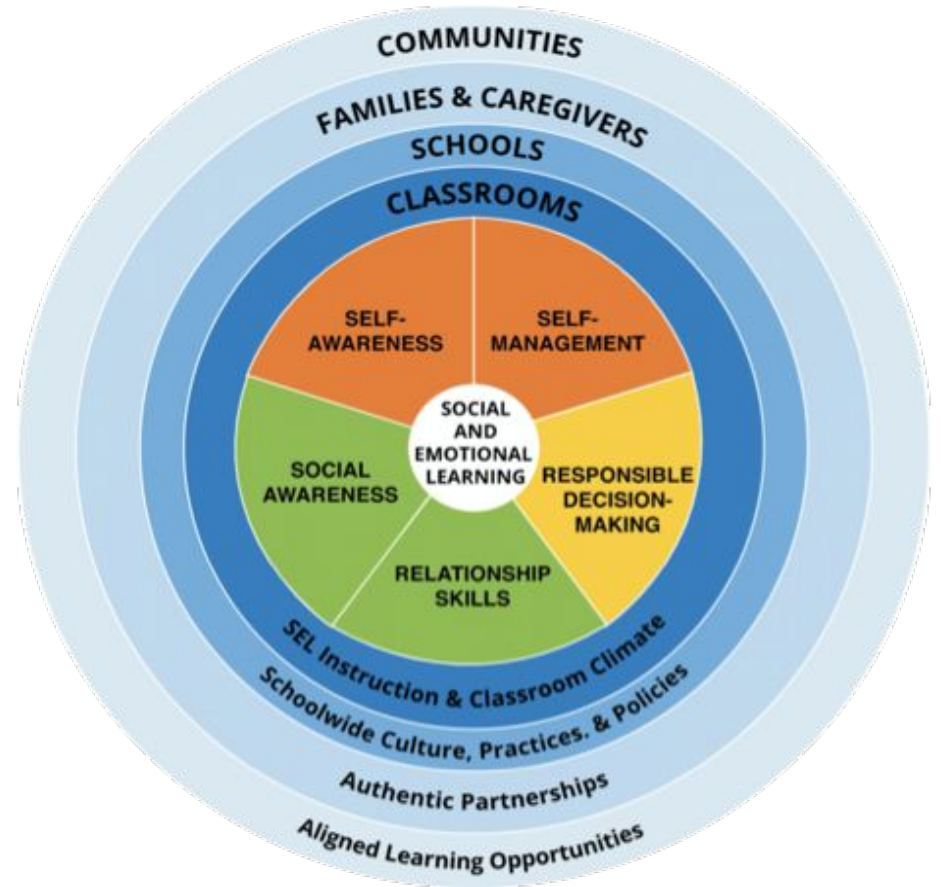 COMMUNITIES
FAMILIES & CAREGIVERS
SCHOOLS
CLASSROOMS
SELF-
AWARENESS
SELF-
MANAGEMENT
SOCIAL
AND
EMOTIONAL
LEARNING
SOCIAL
AWARENESS
RESPONSIBLE
DECISION-
MAKING
RELATIONSHIP
SKILLS
SEL Instruction & Classroom Climate
Schoolwide Culture, Practices. & Policies
Authentic Partnerships
Aligned Learning Opportunities